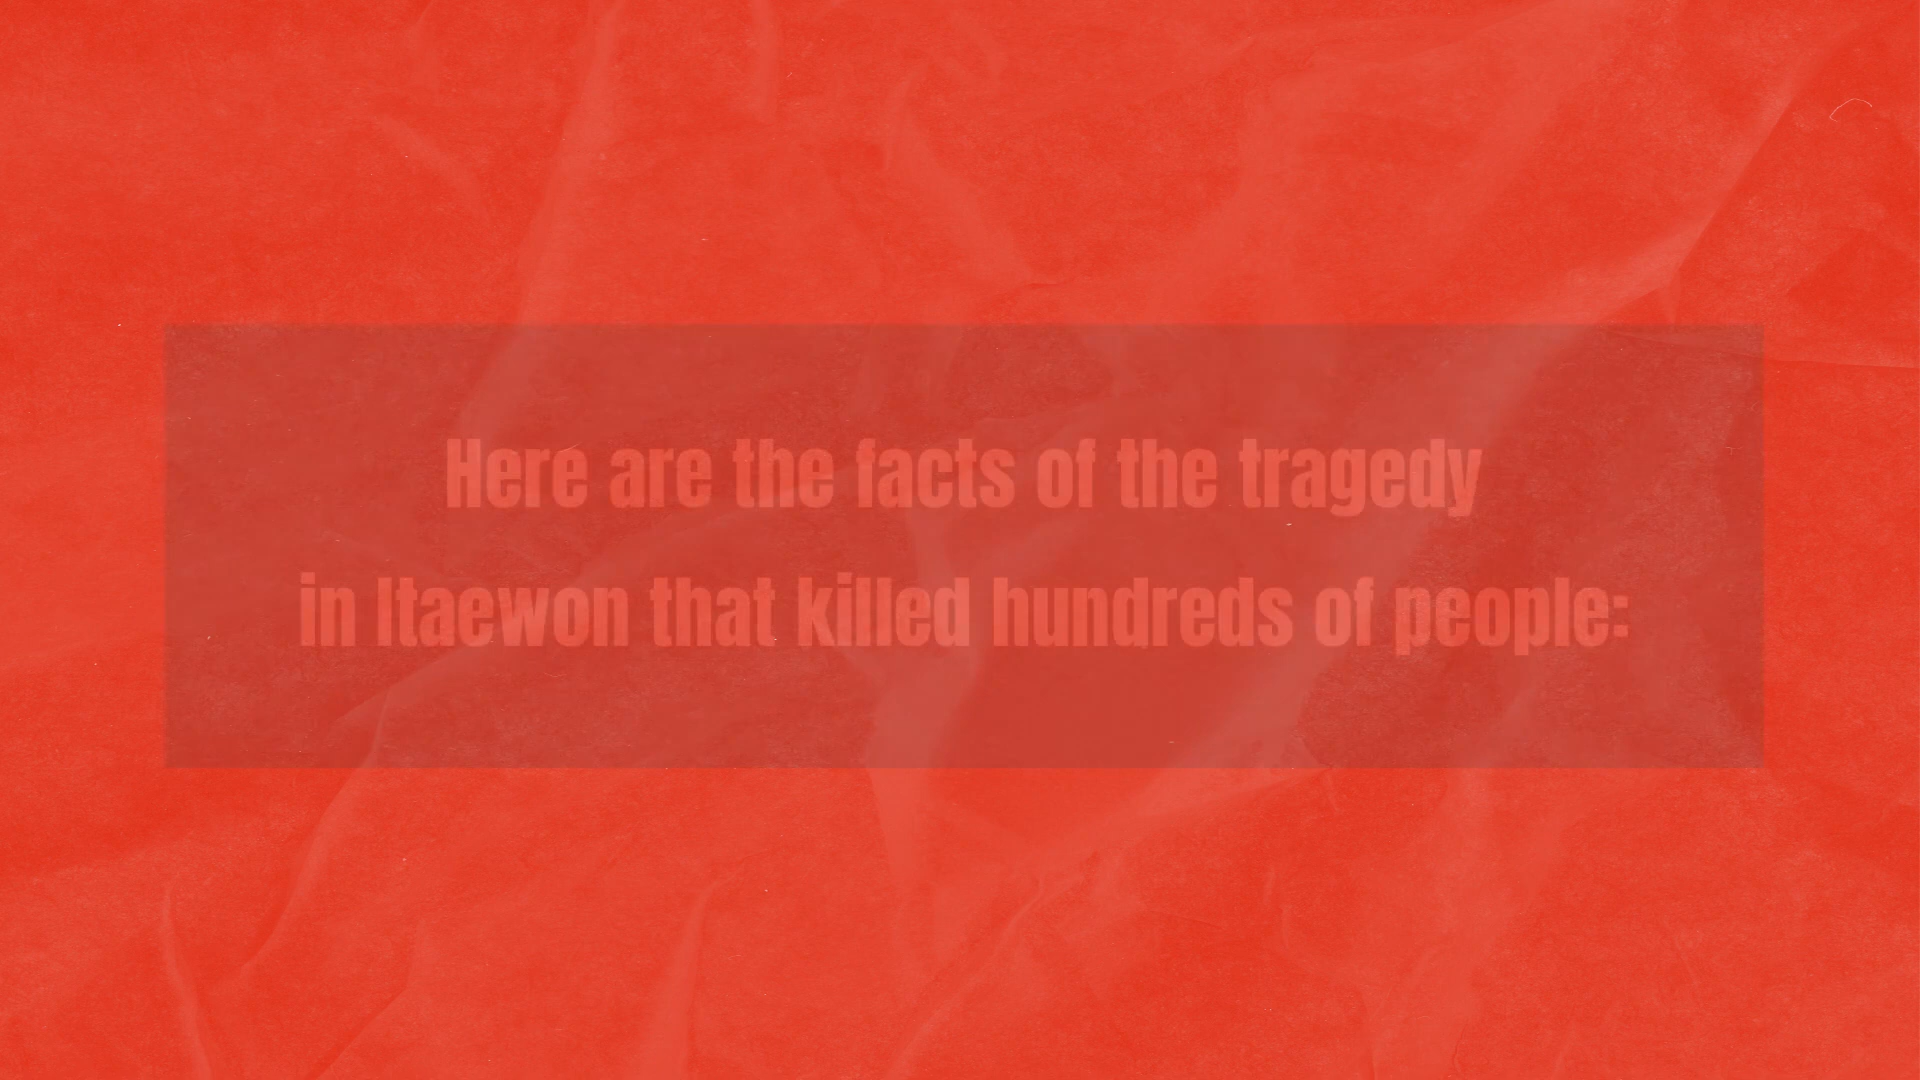 Here are the facts of the tragedy
in Itaewon that killed hundreds of people: